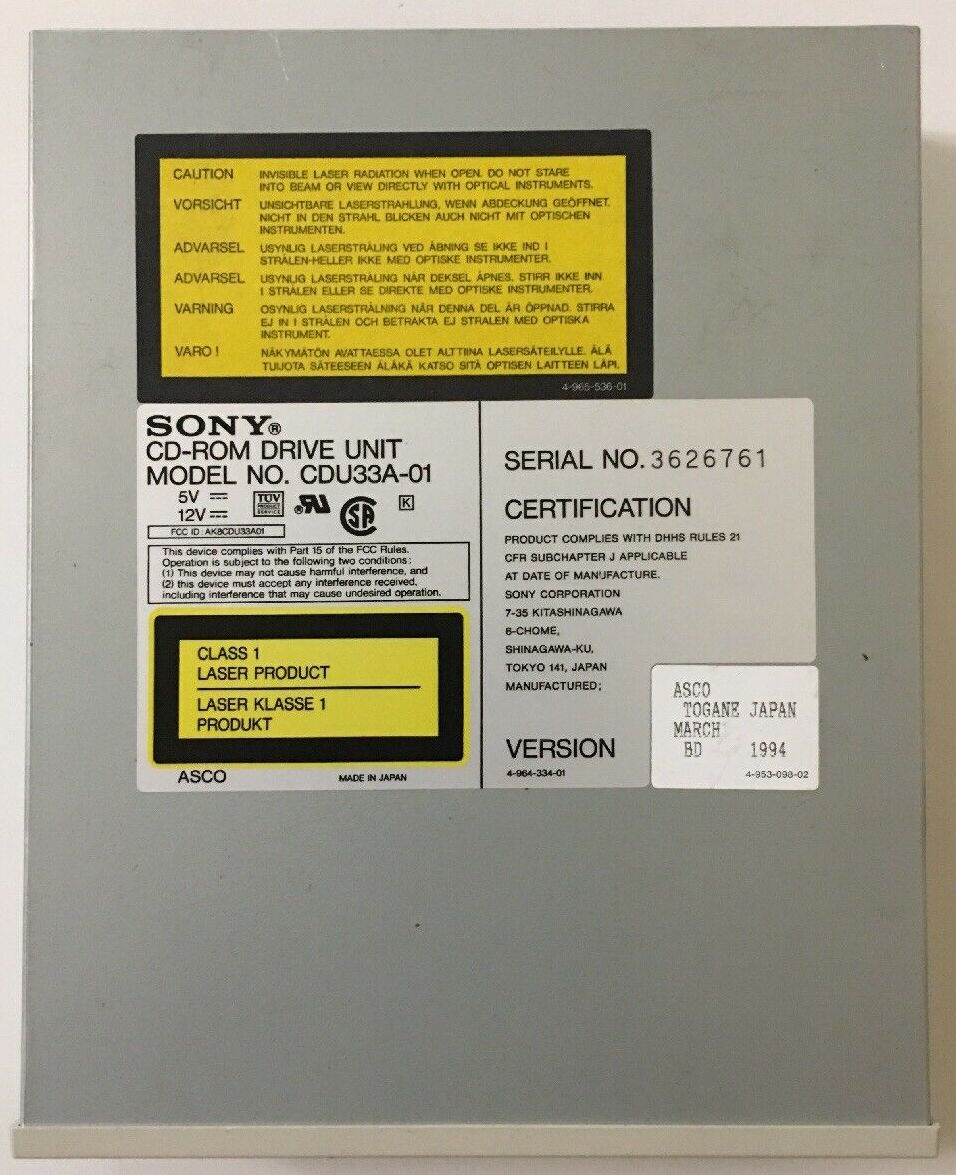 CAUTION INVISIBLE LASER RADIATION WHEN OPEN. DO NOT STARE
INTO BEAM OR VIEW DIRECTLY WITH OPTICAL INSTRUMENTS.
VORSICHT UNSICHTBARE LASERSTRAHLUNG, WENN ABDECKUNG GEÖFFNET.
NICHT IN DEN STRAHL BLICKEN AUCH NICHT MIT OPTISCHEN
INSTRUMENTEN.
ADVARSEL USYNLIG LASERSTRÅLING VED ÅBNING SE IKKE IND I
STRÅLEN-HELLER IKKE MED OPTISKE INSTRUMENTER.
ADVARSEL USYNLIG LASERSTRÅLING NÅR DEKSEL ÅPNES. STIRR IKKE INN
I STRÅLEN ELLER SE DIREKTE MED OPTISKE INSTRUMENTER.
VARNING OSYNLIG LASERSTRÅLNING NÄR DENNA DEL ÄR ÖPPNAD. STIRRA
EJ IN I STRÅLEN OCH BETRAKTA EJ STRALEN MED OPTISKA
INSTRUMENT.
VARO! NÄKYMÄTÖN AVATTAESSA OLET ALTTIINA LASERSÄTEILYLLE. ÄLÄ
TUIJOTA SÄTEESEEN ÄLÄKÄ KATSO SITÄ OPTISEN LAITTEEN LÄPI.
4-965-536-01
SONY®
CD-ROM DRIVE UNIT
MODEL NO. CDU33A-01
5V
12V
TÜV
PRODUCT
SERVICE
RU®
SA
K
FCC ID: AK8CDU33A01
This device complies with Part 15 of the FCC Rules.
Operation is subject to the following two conditions:
(1) This device may not cause harmful interference, and
(2) this device must accept any interference received,
including interference that may cause undesired operation.
CLASS 1
LASER PRODUCT
LASER KLASSE 1
PRODUKT
ASCO MADE IN JAPAN
SERIAL NO. 3626761
CERTIFICATION
PRODUCT COMPLIES WITH DHHS RULES 21
CFR SUBCHAPTER J APPLICABLE
AT DATE OF MANUFACTURE.
SONY CORPORATION
7-35 KITASHINAGAWA
6-CHOME,
SHINAGAWA-KU,
TOKYO 141, JAPAN
MANUFACTURED;
VERSION
4-964-334-01
ASCO
TOGANE JAPAN
MARCH
BD 1994
4-953-098-02